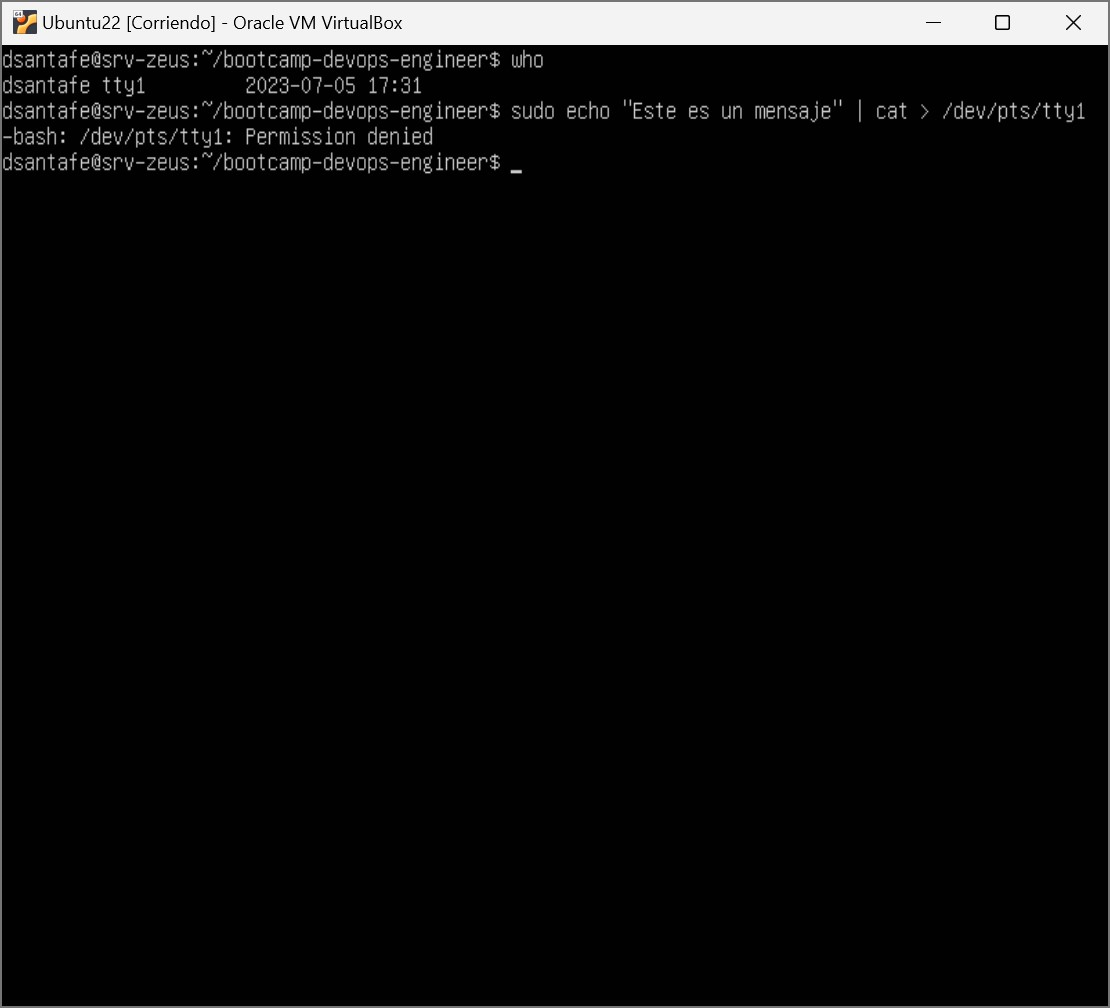 Ubuntu22 [Corriendo] - Oracle VM VirtualBox
dsantafe@srv-zeus:~/bootcamp-devops-engineer$ who
dsantafe tty1         2023-07-05 17:31
dsantafe@srv-zeus:~/bootcamp-devops-engineer$ sudo echo "Este es un mensaje" | cat > /dev/pts/tty1
-bash: /dev/pts/tty1: Permission denied
dsantafe@srv-zeus:~/bootcamp-devops-engineer$ _